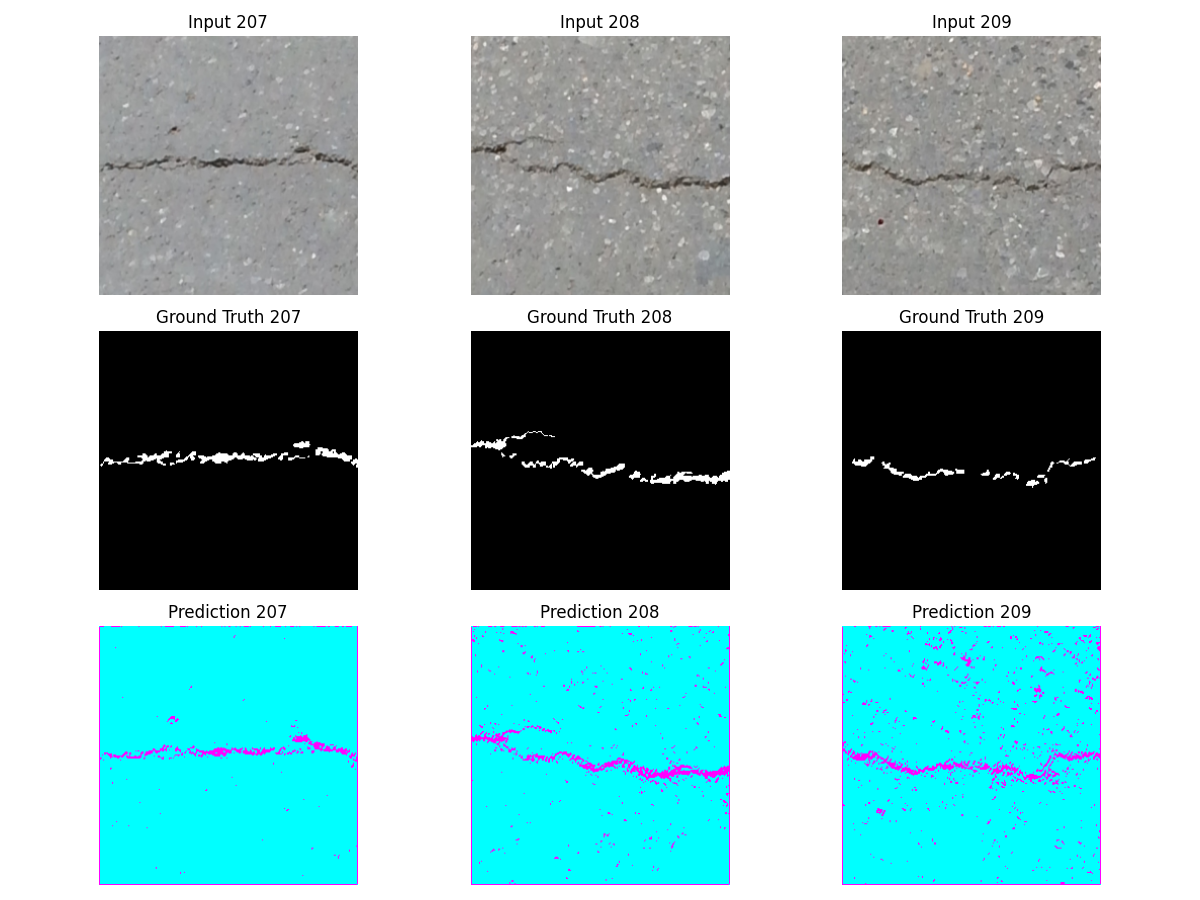 Input 207
Input 208
Input 209
Ground Truth 207
Ground Truth 208
Ground Truth 209
Prediction 207
Prediction 208
Prediction 209